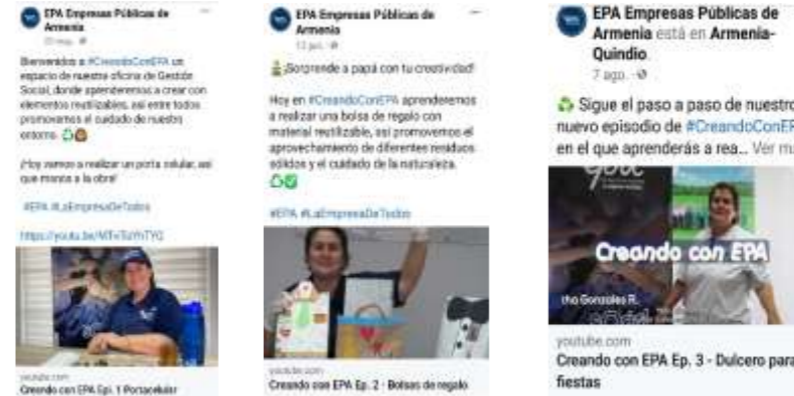 EPA Empresas Públicas de
Armenia
Bienvenidos a #CreandoConEPA un
espacio de nuestra oficina de Gestión
Social, donde aprenderemos a crear con
elementos reutilizables, así entre todos
promovemos el cuidado de nuestro
entorno.
¡Hoy vamos a realizar un porta celular, así
que manos a la obra!
#EPA #LaEmpresaDeTodos
youtube.com
Creando con EPA Ep. 1 Portacelular
EPA Empresas Públicas de
Armenia
¡Sorprende a papá con tu creatividad!
Hoy en #CreandoConEPA aprenderemos
a realizar una bolsa de regalo con
material reutilizable, así promovemos el
aprovechamiento de diferentes residuos
sólidos y el cuidado de la naturaleza.
#EPA #LaEmpresaDeTodos
youtube.com
Creando con EPA Ep. 2 - Bolsas de regalo
EPA Empresas Públicas de
Armenia está en Armenia-
Quindío.
7 ago.
Sigue el paso a paso de nuestro
nuevo episodio de #CreandoConEP
en el que aprenderás a rea... Ver m
Creando con EPA
tha Gonzales R.
youtube.com
Creando con EPA Ep. 3 - Dulcero para
fiestas